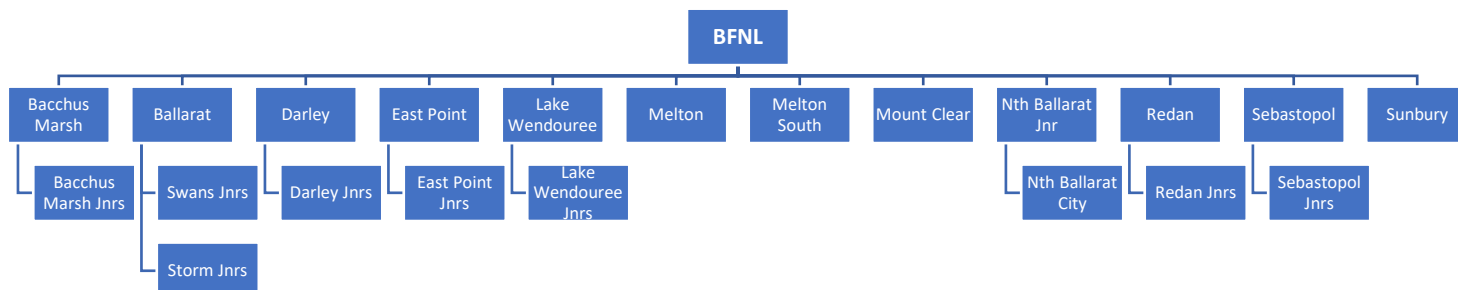 BFNL
Bacchus
Marsh
Ballarat
Darley
East Point
Lake
Wendouree
Melton
Melton
South
Mount Clear
Nth Ballarat
Jnr
Redan
Sebastopol
Sunbury
Bacchus
Marsh Jnrs
Swans Jnrs
Darley Jnrs
East Point
Jnrs
Lake
Wendouree
Jnrs
Nth Ballarat
City
Redan Jnrs
Sebastopol
Jnrs
Storm Jnrs